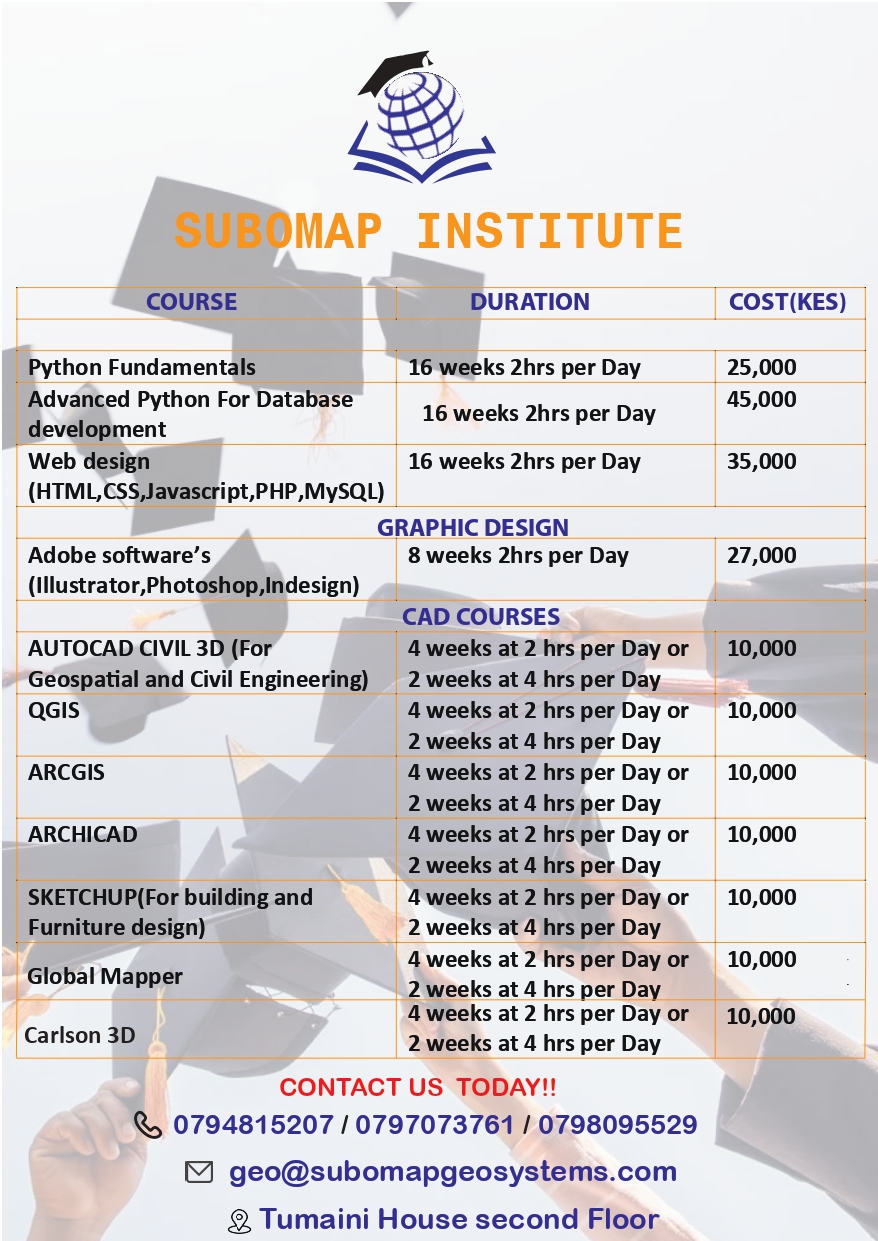 SUBOMAP INSTITUTE
COURSE DURATION COST(KES)
Python Fundamentals 16 weeks 2hrs per Day 25,000
Advanced Python For Database development 16 weeks 2hrs per Day 45,000
Web design (HTML,CSS,Javascript,PHP,MySQL) 16 weeks 2hrs per Day 35,000
GRAPHIC DESIGN
Adobe software’s (Illustrator,Photoshop,Indesign) 8 weeks 2hrs per Day 27,000
CAD COURSES
AUTOCAD CIVIL 3D (For Geospatial and Civil Engineering) 4 weeks at 2 hrs per Day or 2 weeks at 4 hrs per Day 10,000
QGIS 4 weeks at 2 hrs per Day or 2 weeks at 4 hrs per Day 10,000
ARCGIS 4 weeks at 2 hrs per Day or 2 weeks at 4 hrs per Day 10,000
ARCHICAD 4 weeks at 2 hrs per Day or 2 weeks at 4 hrs per Day 10,000
SKETCHUP(For building and Furniture design) 4 weeks at 2 hrs per Day or 2 weeks at 4 hrs per Day 10,000
Global Mapper 4 weeks at 2 hrs per Day or 2 weeks at 4 hrs per Day 10,000
Carlson 3D 4 weeks at 2 hrs per Day or 2 weeks at 4 hrs per Day 10,000
CONTACT US TODAY!!
0794815207 / 0797073761 / 0798095529
geo@subomapgeosystems.com
Tumaini House second Floor